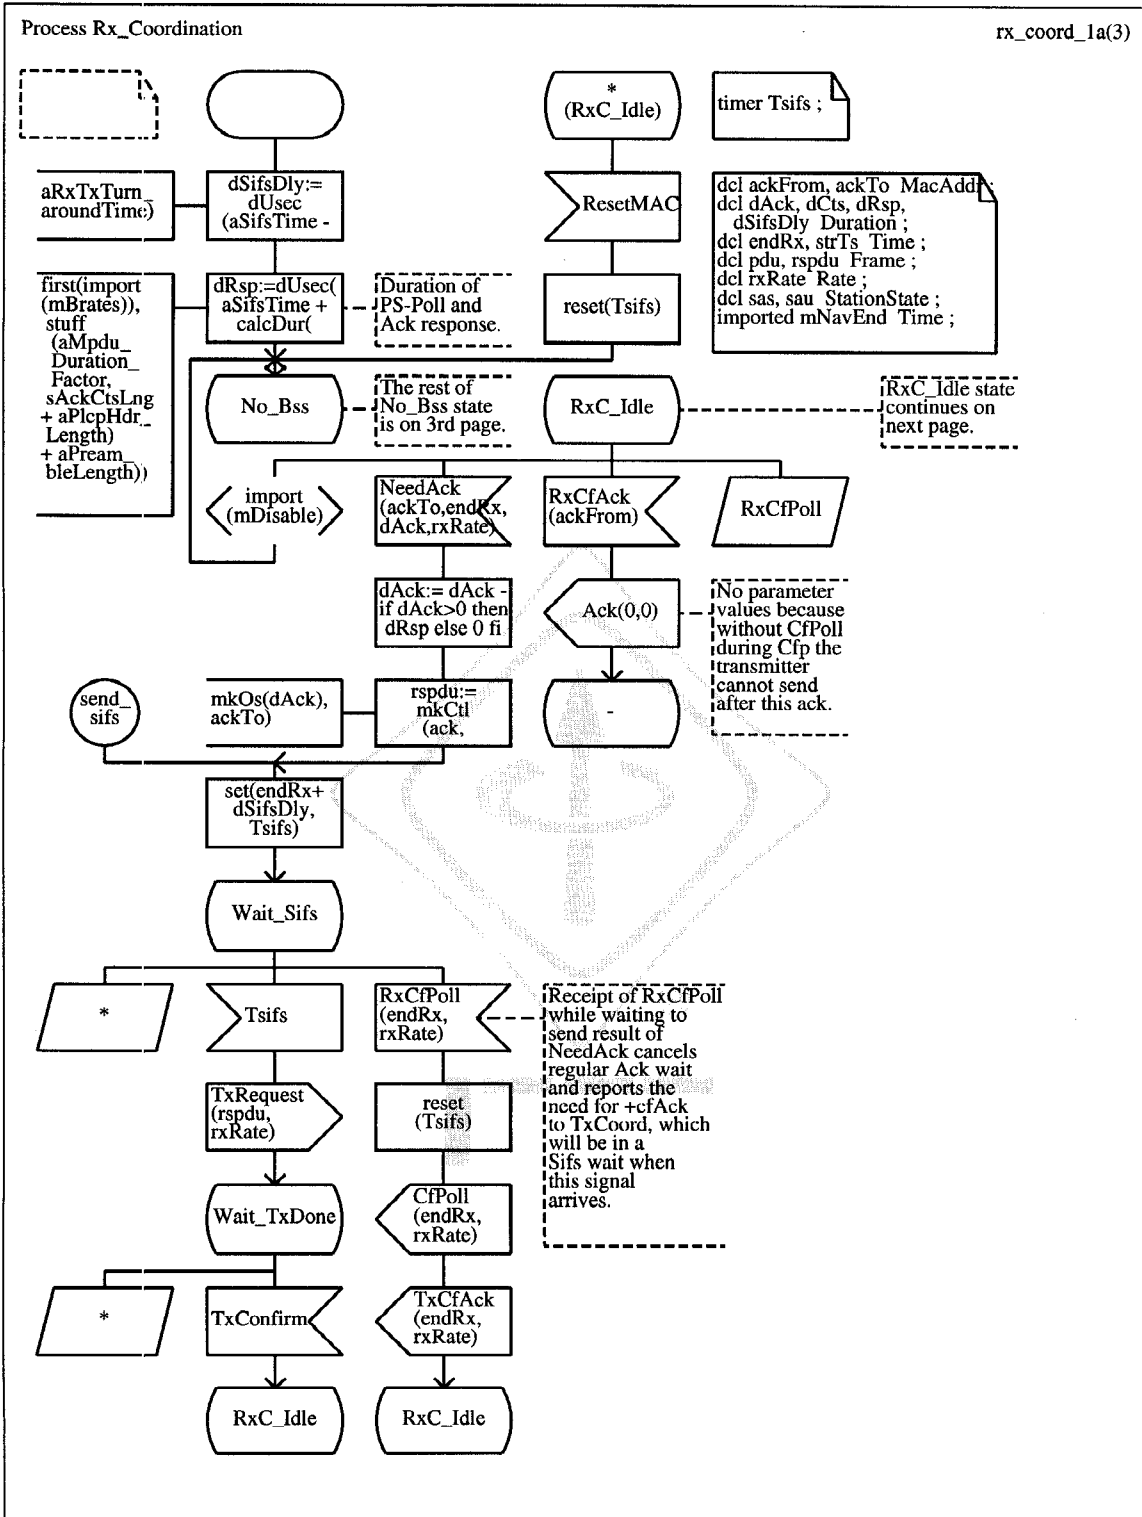 Process Rx_Coordination
rx_coord_1a(3)
*
(RxC_Idle)
timer Tsifs ;
aRxTxTurn_
aroundTime)
dSifsDly:=
dUsec
(aSifsTime -
ResetMAC
dcl ackFrom, ackTo MacAddr ;
dcl dAck, dCts, dRsp,
dSifsDly Duration ;
dcl endRx, strTs Time ;
dcl pdu, rspdu Frame ;
dcl rxRate Rate ;
dcl sas, sau StationState ;
imported mNavEnd Time ;
first(import
(mBrates)),
stuff
(aMpdu_
Duration_
Factor,
sAckCtsLng
+ aPlcpHdr_
Length)
+ aPream_
bleLength))
dRsp:=dUsec(
aSifsTime +
calcDur(
Duration of
PS-Poll and
Ack response.
reset(Tsifs)
No_Bss
The rest of
No_Bss state
is on 3rd page.
RxC_Idle
RxC_Idle state
continues on
next page.
import
(mDisable)
NeedAck
(ackTo,endRx,
dAck,rxRate)
RxCfAck
(ackFrom)
RxCfPoll
dAck:= dAck -
if dAck>0 then
dRsp else 0 fi
Ack(0,0)
No parameter
values because
without CfPoll
during Cfp the
transmitter
cannot send
after this ack.
send_
sifs
mkOs(dAck),
ackTo)
rspdu:=
mkCtl
(ack,
-
set(endRx+
dSifsDly,
Tsifs)
Wait_Sifs
*
Tsifs
RxCfPoll
(endRx,
rxRate)
Receipt of RxCfPoll
while waiting to
send result of
NeedAck cancels
regular Ack wait
and reports the
need for +cfAck
to TxCoord, which
will be in a
Sifs wait when
this signal
arrives.
TxRequest
(rspdu,
rxRate)
reset
(Tsifs)
Wait_TxDone
CfPoll
(endRx,
rxRate)
*
TxConfirm
TxCfAck
(endRx,
rxRate)
RxC_Idle
RxC_Idle